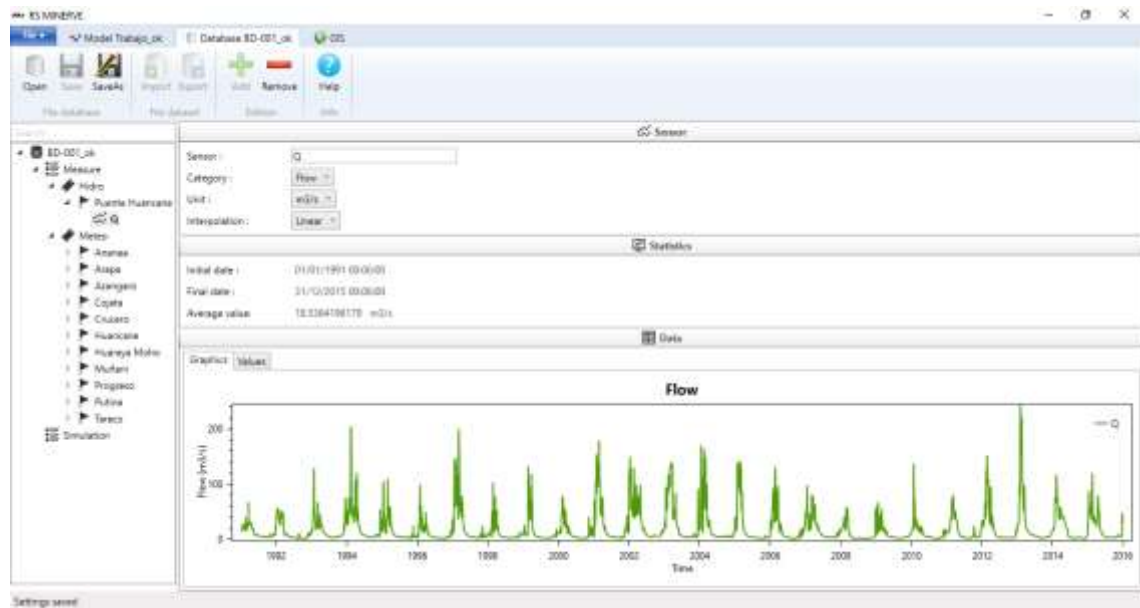 RS MINERVE
File
Model Trabajo_ok
Database BD-001_ok
GIS
Open Save SaveAs Import Export Add Remove Help
File database
Edition
Info
Sensor
BD-001_ok
Measure
Hidro
Puente Huancane
Q
Meteo
Ananea
Arapa
Cojata
Crucero
Huancane
Huaraya Moho
Muñani
Progreso
Putina
Taraco
Simulation
Sensor :
Q
Category :
Flow
Unit :
m3/s
Interpolation :
Linear
Statistics
Initial date :
01/01/1991 00:00:00
Final date :
31/12/2015 00:00:00
Average value
m3/s
Data
Graphics Values
Flow
Q
Flow (m3/s)
200
100
0
1992 1994 1996 1998 2000 2002 2004 2006 2008 2010 2012 2014 2016
Time
Settings saved